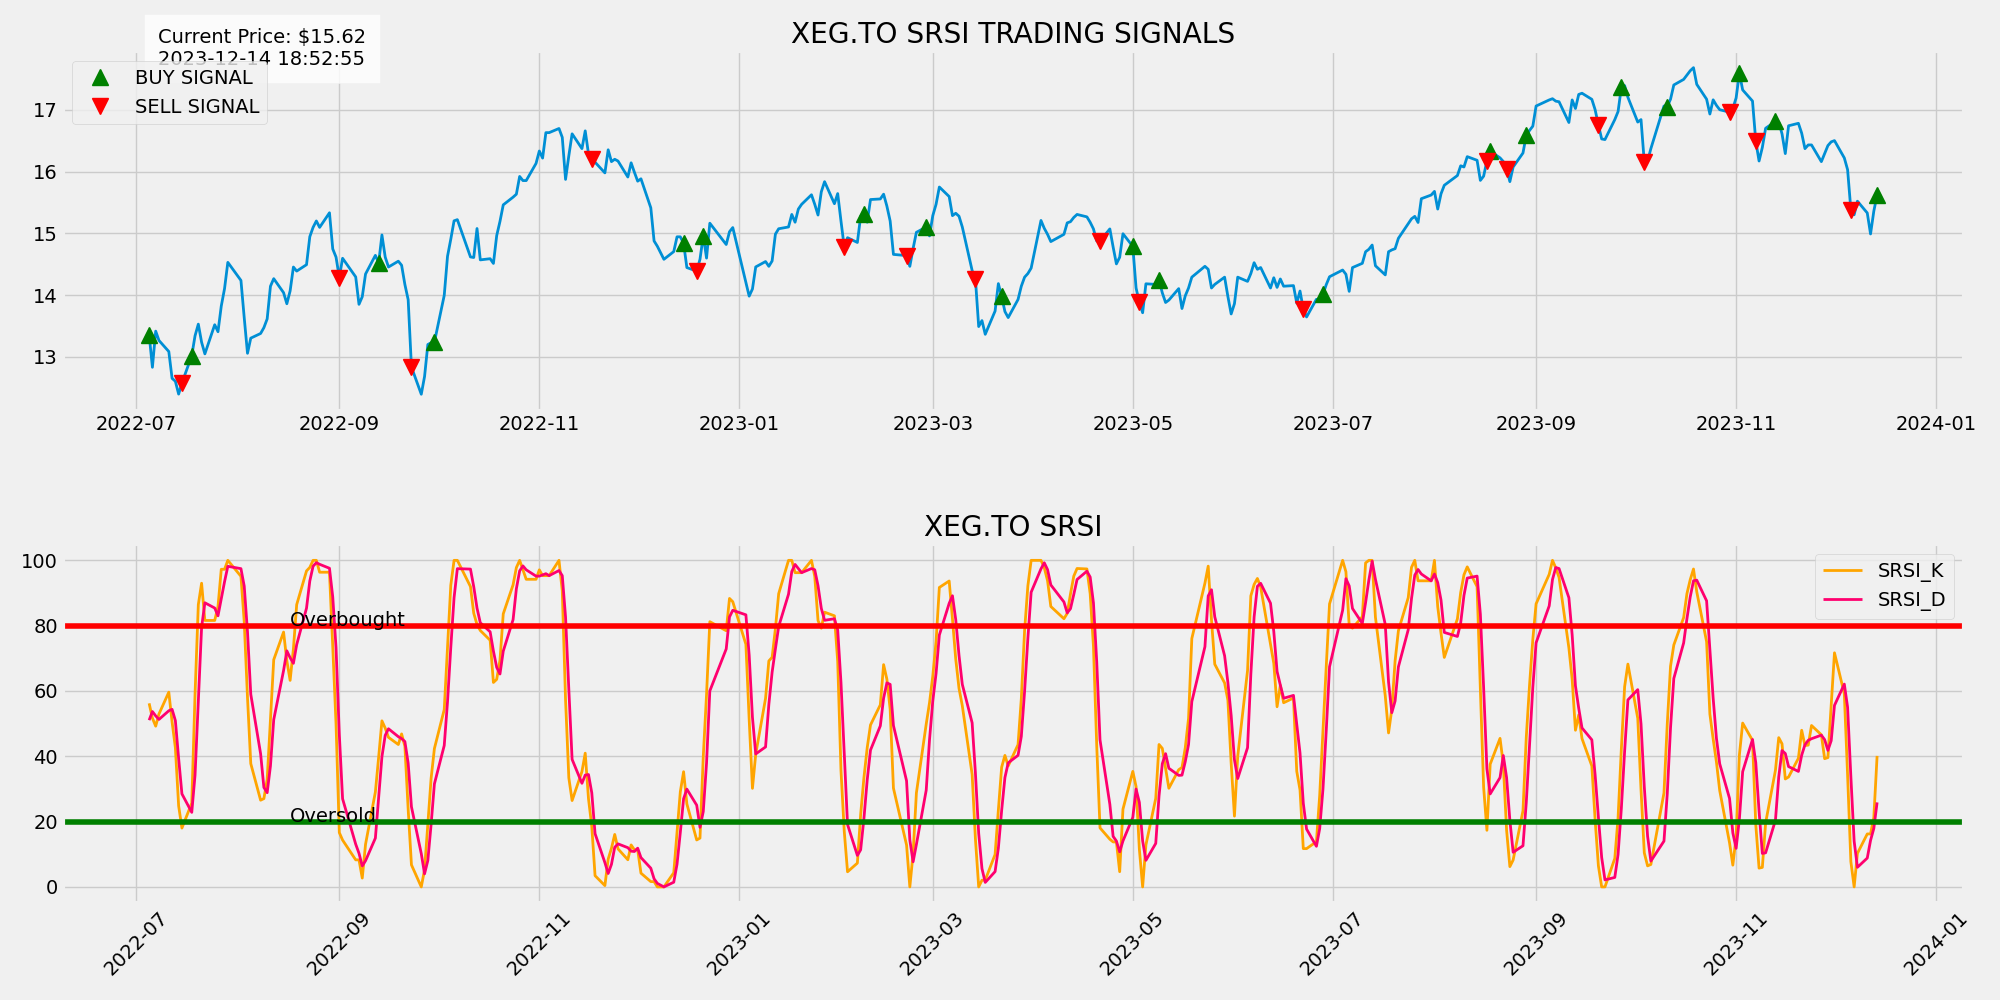 XEG.TO SRSI TRADING SIGNALS
Current Price: $15.62
2023-12-14 18:52:55
BUY SIGNAL
SELL SIGNAL
17
16
15
14
13
2022-07 2022-09 2022-11 2023-01 2023-03 2023-05 2023-07 2023-09 2023-11 2024-01
XEG.TO SRSI
SRSI_K
SRSI_D
100
Overbought
80
60
40
Oversold
20
0
2022-07 2022-09 2022-11 2023-01 2023-03 2023-05 2023-07 2023-09 2023-11 2024-01